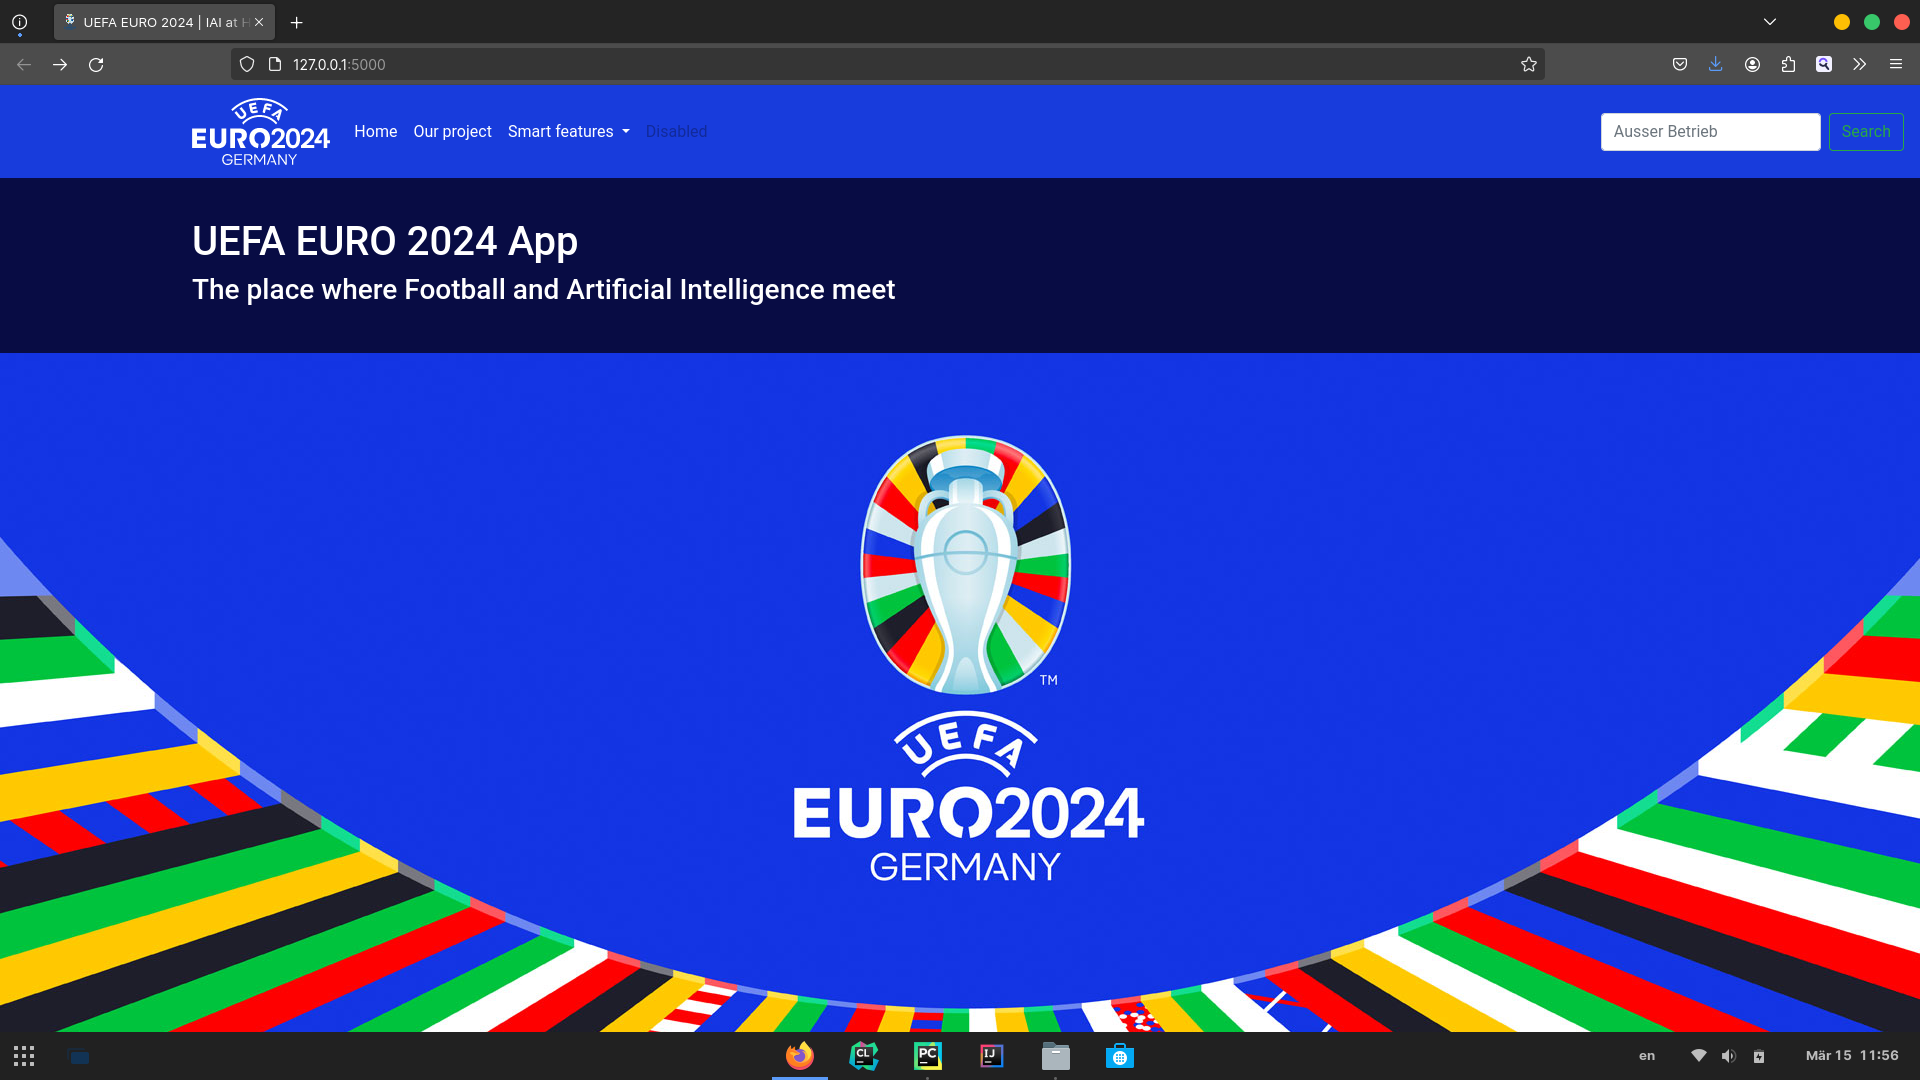 UEFA EURO 2024 | IAI at H
127.0.0.1:5000
UEFA
EURO2024
GERMANY
Home Our project Smart features Disabled
Ausser Betrieb Search
UEFA EURO 2024 App
The place where Football and Artificial Intelligence meet
TM
UEFA
EURO2024
GERMANY
CL PC IJ
en Mär 15 11:56